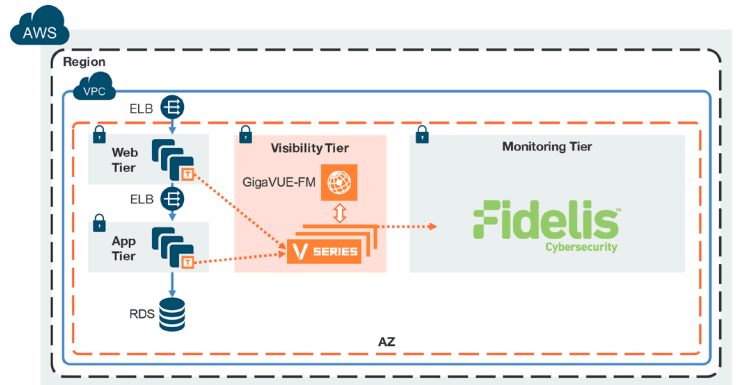 AWS
Region
VPC
ELB
Web
Tier
T
ELB
App
Tier
T
RDS
Visibility Tier
GigaVUE-FM
V SERIES
Monitoring Tier
Fidelis™
Cybersecurity
AZ